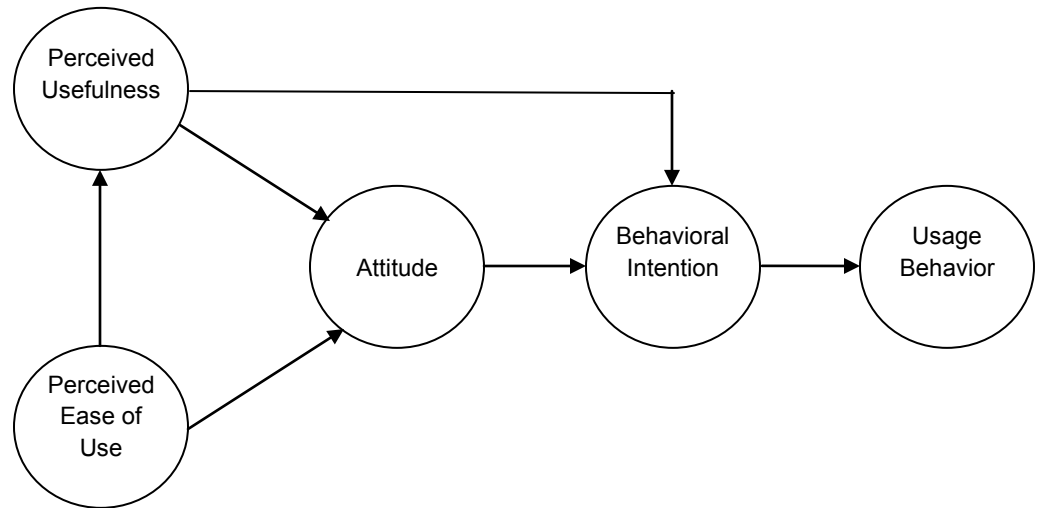 Perceived
Usefulness
Attitude
Behavioral
Intention
Usage
Behavior
Perceived
Ease of
Use